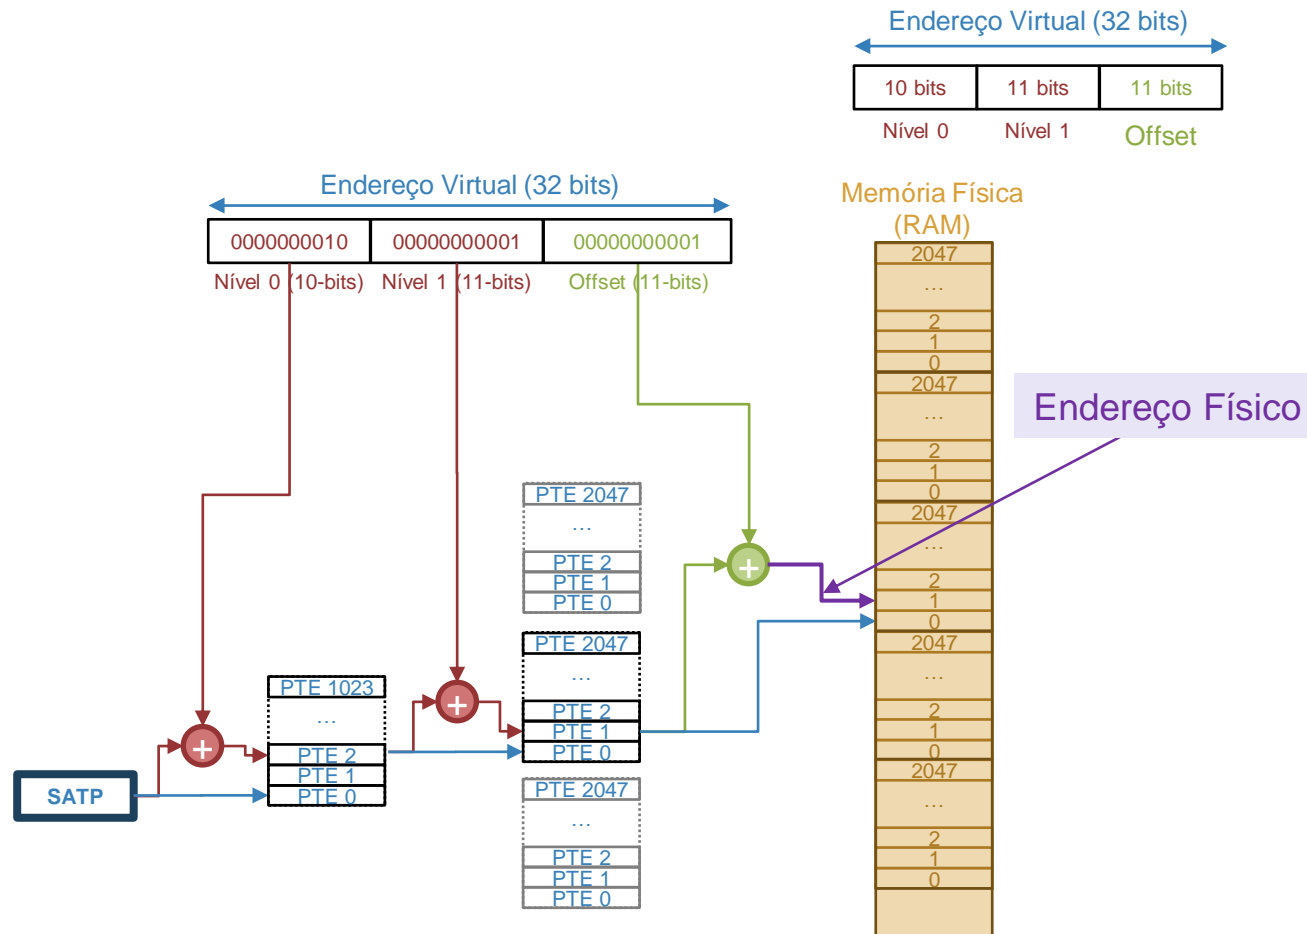 Endereço Virtual (32 bits)
10 bits
11 bits
11 bits
Nível 0
Nível 1
Offset
Endereço Virtual (32 bits)
0000000010
00000000001
00000000001
Nível 0 (10-bits)
Nível 1 (11-bits)
Offset (11-bits)
Memória Física
(RAM)
2047
...
2
1
0
2047
...
2
1
0
2047
...
2
1
0
2047
...
2
1
0
2047
...
2
1
0
Endereço Físico
PTE 2047
...
PTE 2
PTE 1
PTE 0
PTE 2047
...
PTE 2
PTE 1
PTE 0
PTE 2047
...
PTE 2
PTE 1
PTE 0
PTE 1023
...
PTE 2
PTE 1
PTE 0
+
+
+
SATP